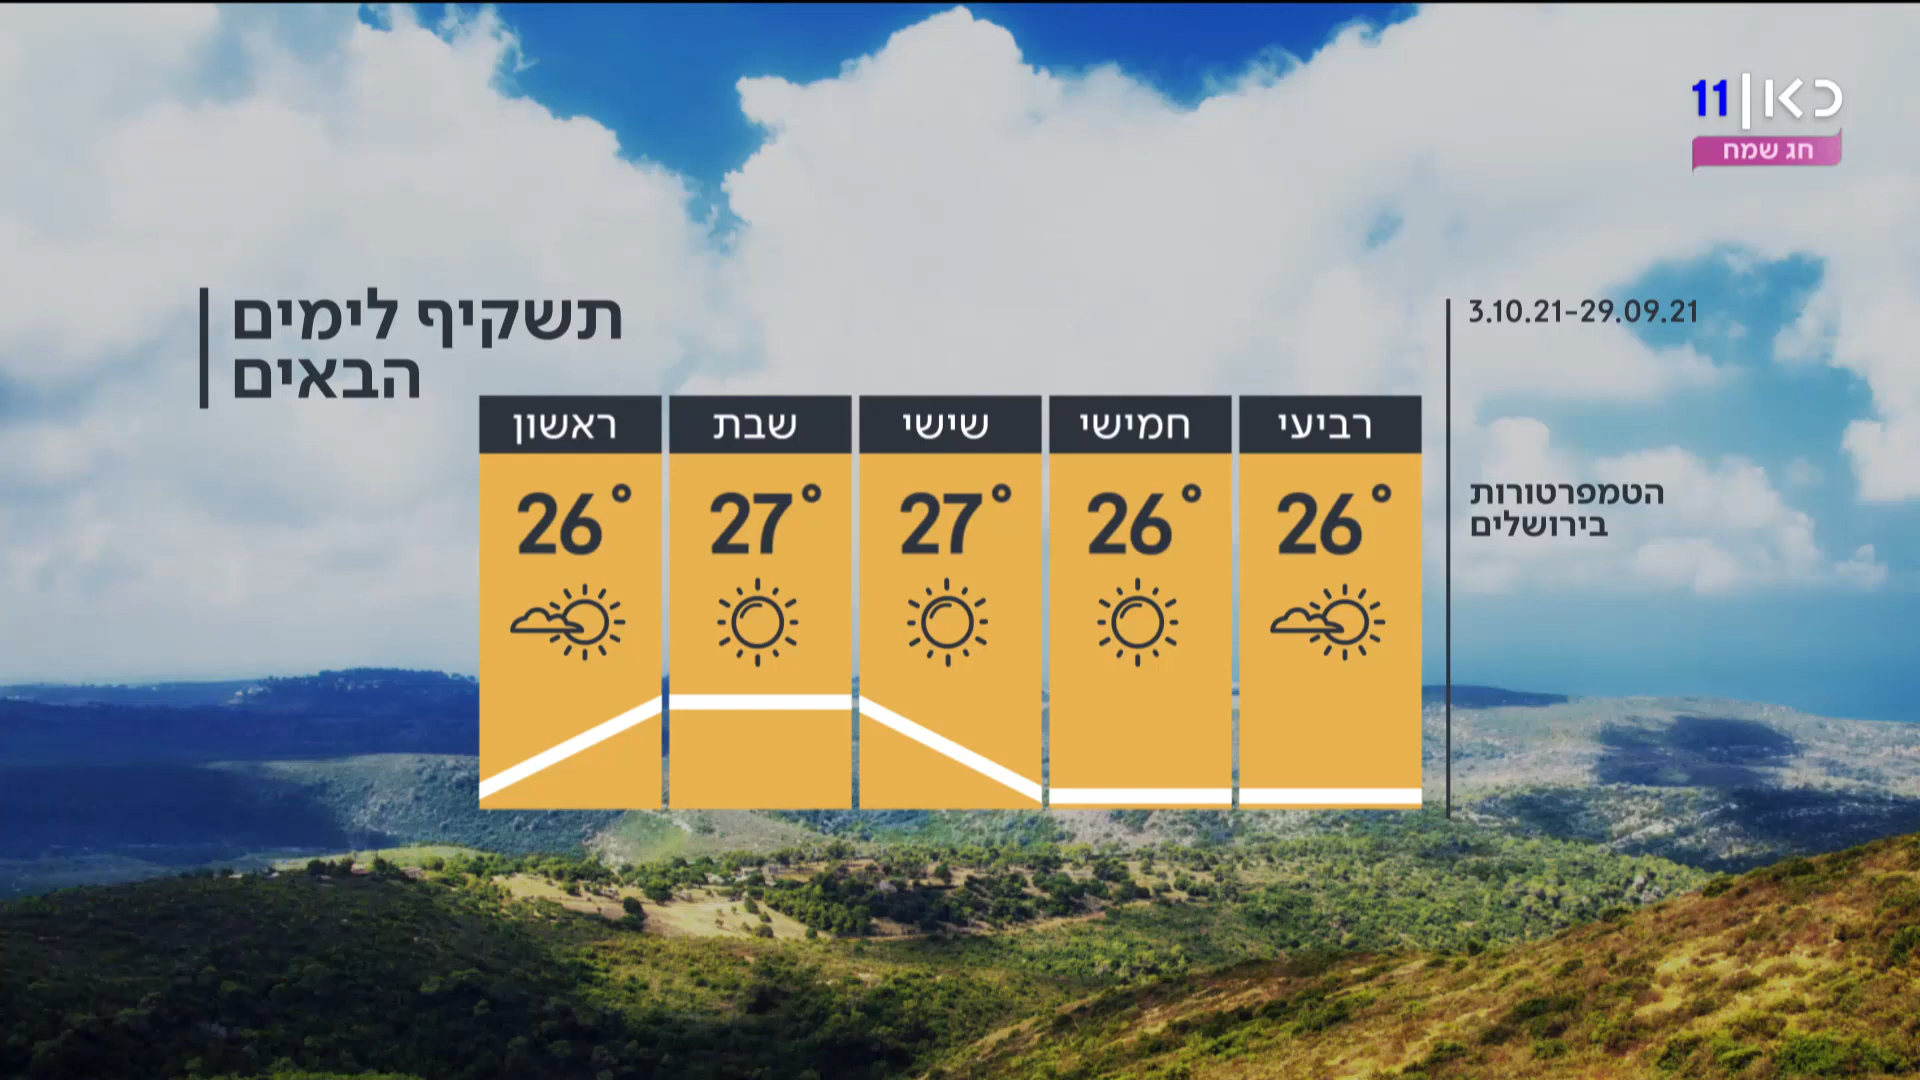 כאן 11
חג שמח
תשקיף לימים
הבאים
29.09.21-3.10.21
הטמפרטורות
בירושלים
רביעי
26°
חמישי
26°
שישי
27°
שבת
27°
ראשון
26°